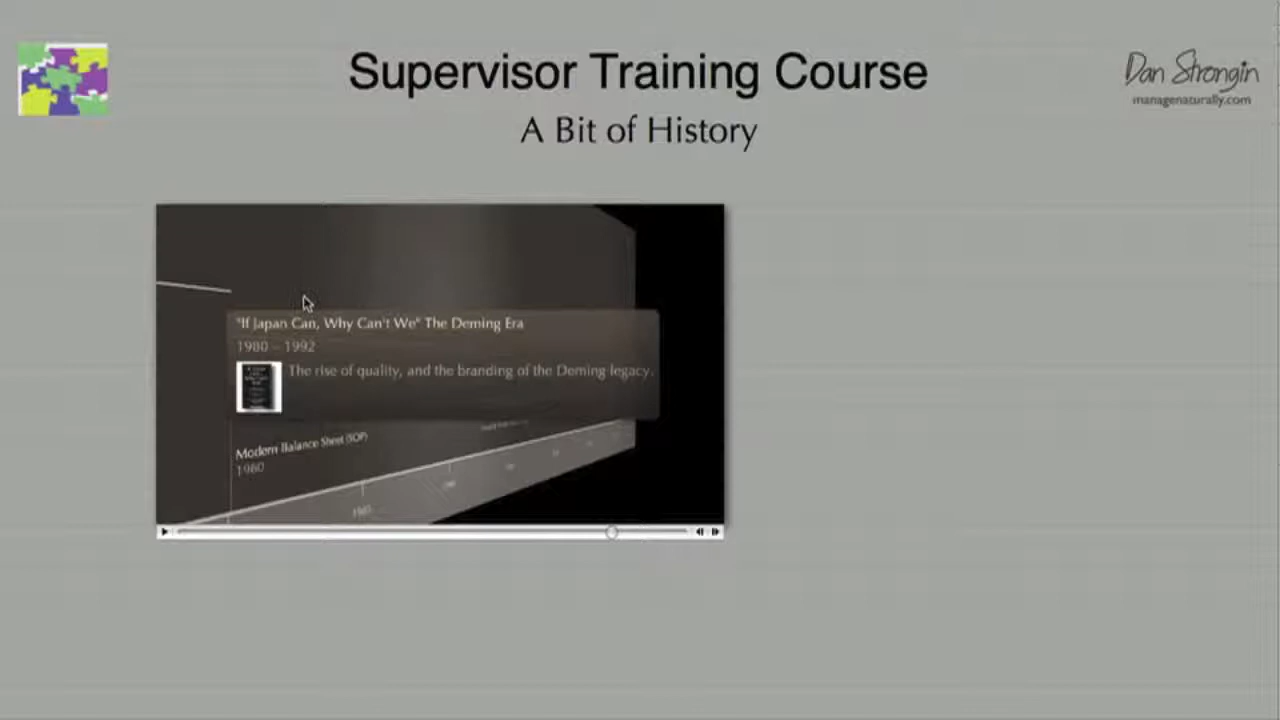 Supervisor Training Course
Dan Strongin
managenaturally.com
A Bit of History
"If Japan Can, Why Can't We" The Deming Era
1980 – 1992
The rise of quality, and the branding of the Deming legacy.
Modern Balance Sheet (SOP)
1980